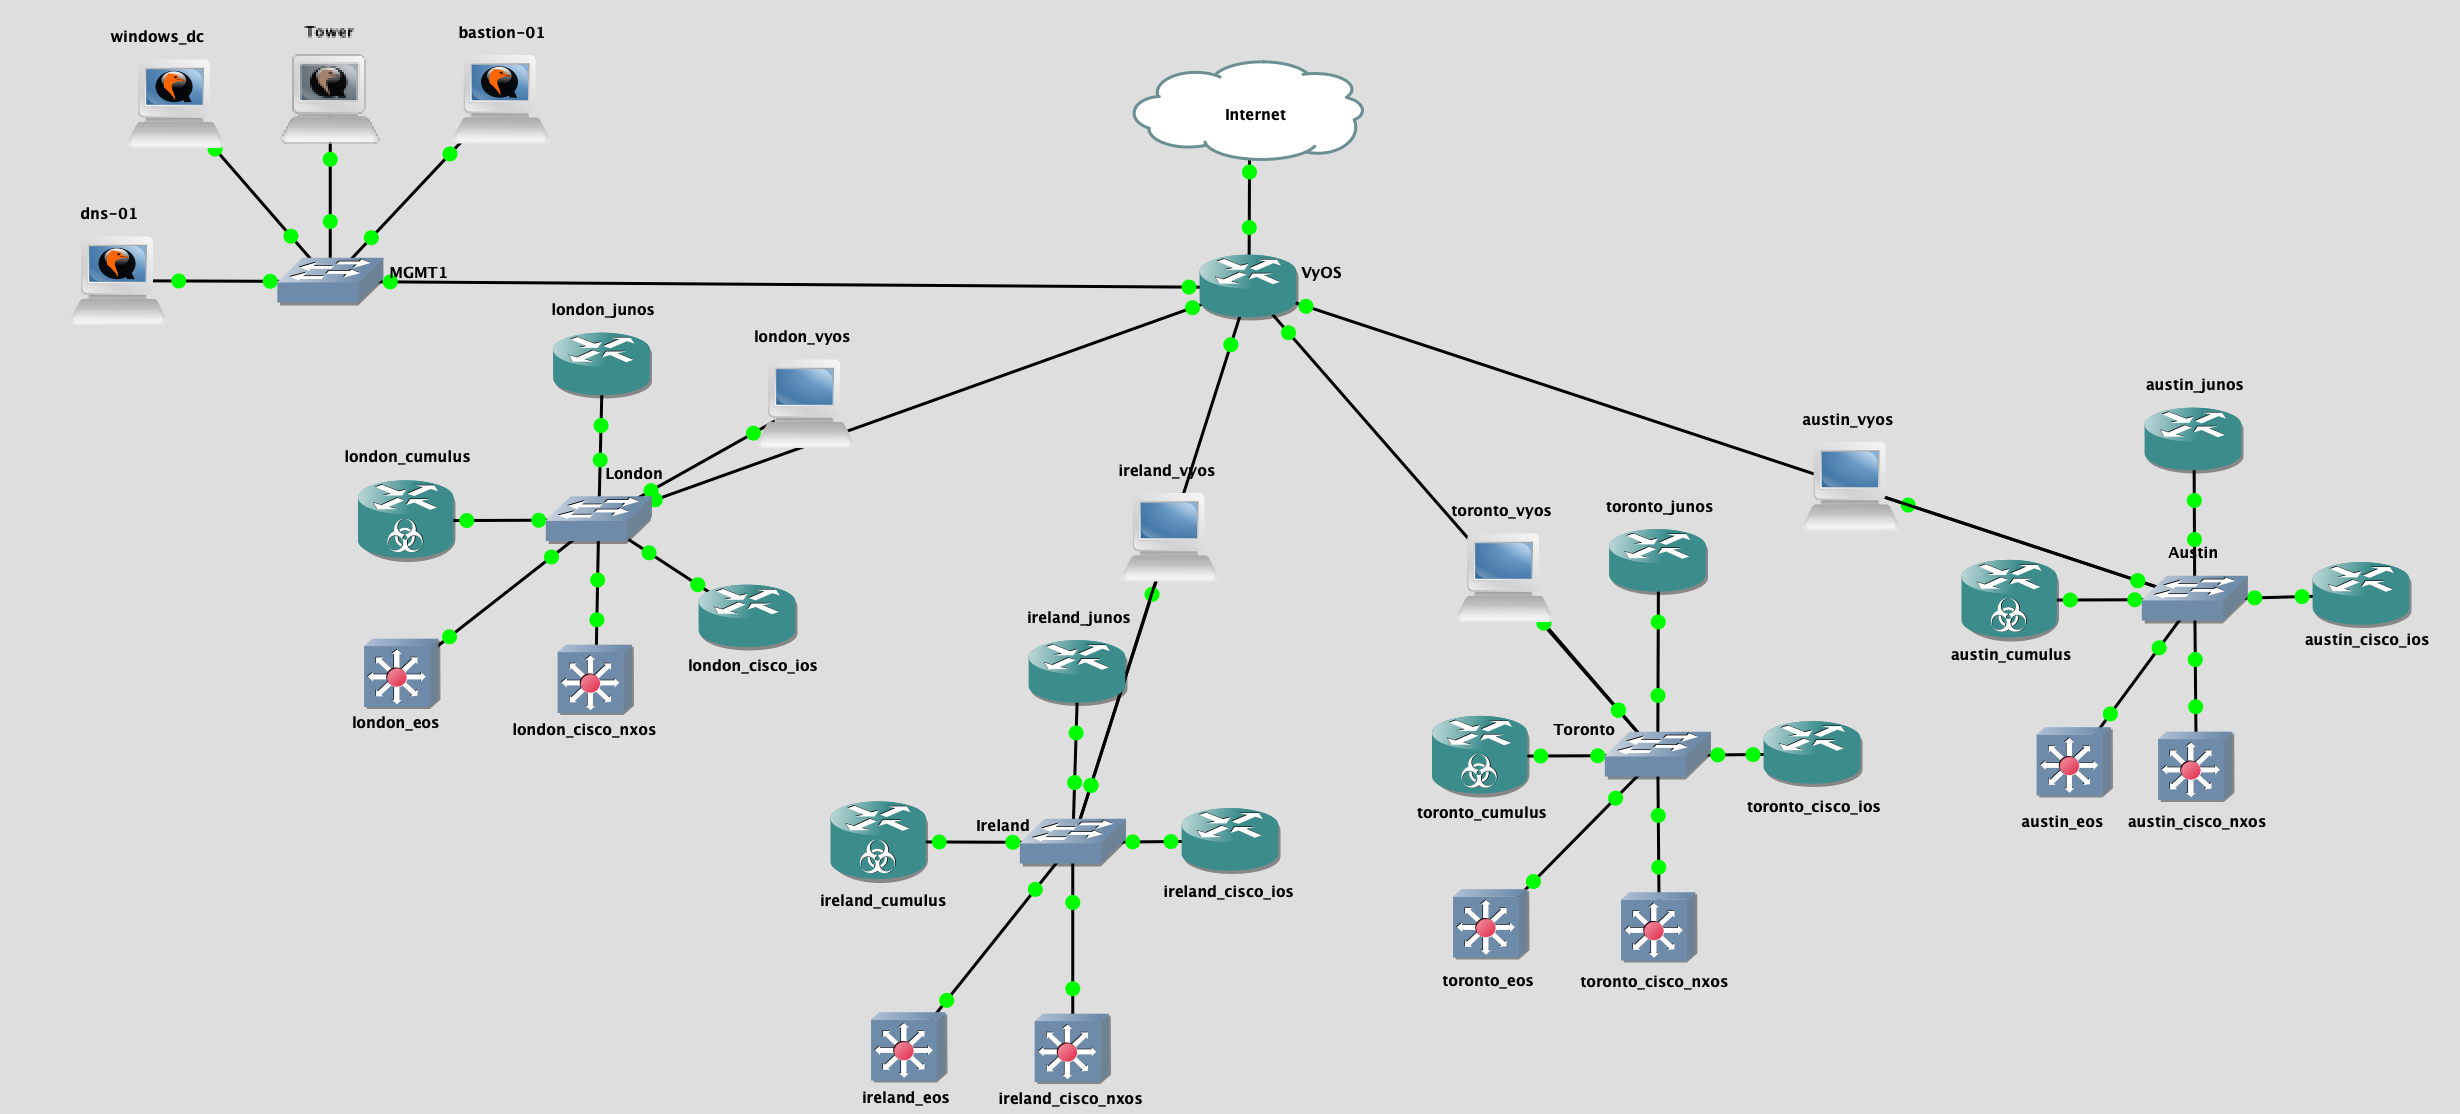 windows_dc
Tower
bastion-01
Internet
dns-01
MGMT1
VyOS
london_junos
london_vyos
austin_junos
austin_vyos
london_cumulus
London
ireland_vyos
toronto_vyos
toronto_junos
Austin
ireland_junos
austin_cisco_ios
austin_cumulus
london_cisco_ios
london_eos
london_cisco_nxos
Toronto
toronto_cisco_ios
toronto_cumulus
austin_eos
austin_cisco_nxos
Ireland
ireland_cisco_ios
ireland_cumulus
toronto_eos
toronto_cisco_nxos
ireland_eos
ireland_cisco_nxos